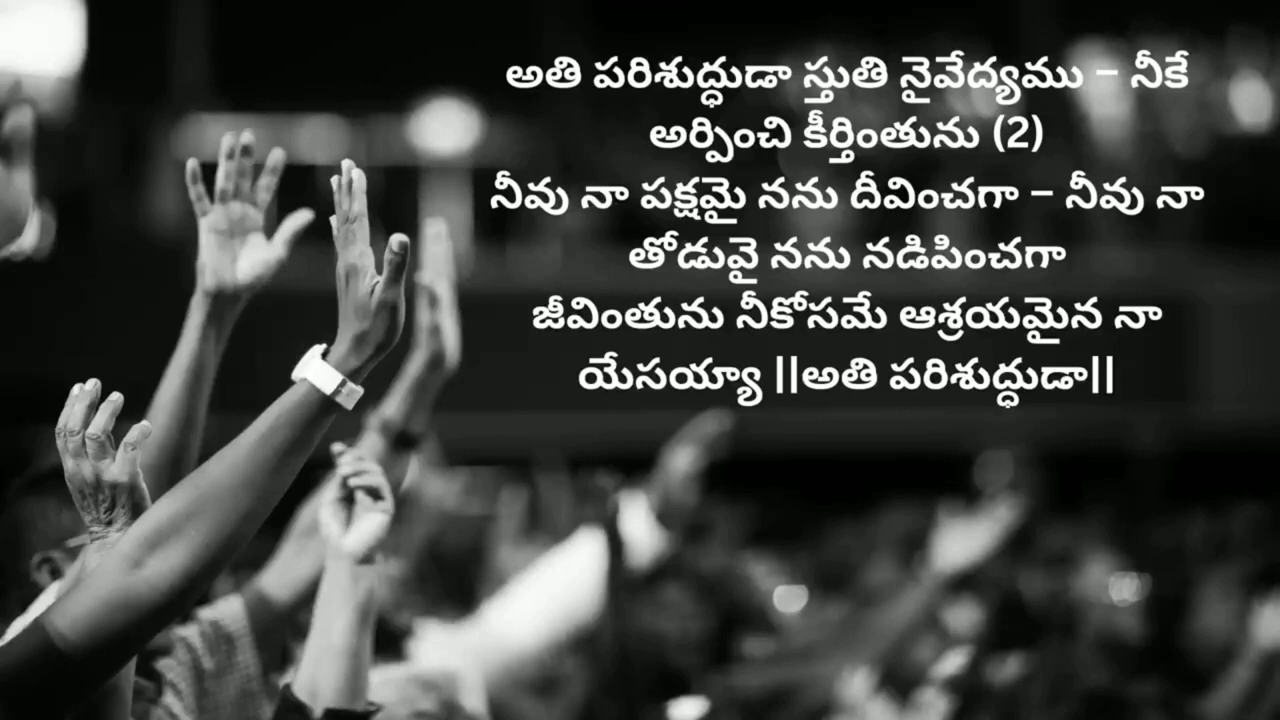 అతి పరిశుద్ధుడా స్తుతి నైవేద్యము – నీకే
అర్పించి కీర్తింతును (2)
నీవు నా పక్షమై నను దీవించగా – నీవు నా
తోడువై నను నడిపించగా
జీవింతును నీకోసమే ఆశ్రయమైన నా
యేసయ్యా ||అతి పరిశుద్ధుడా||